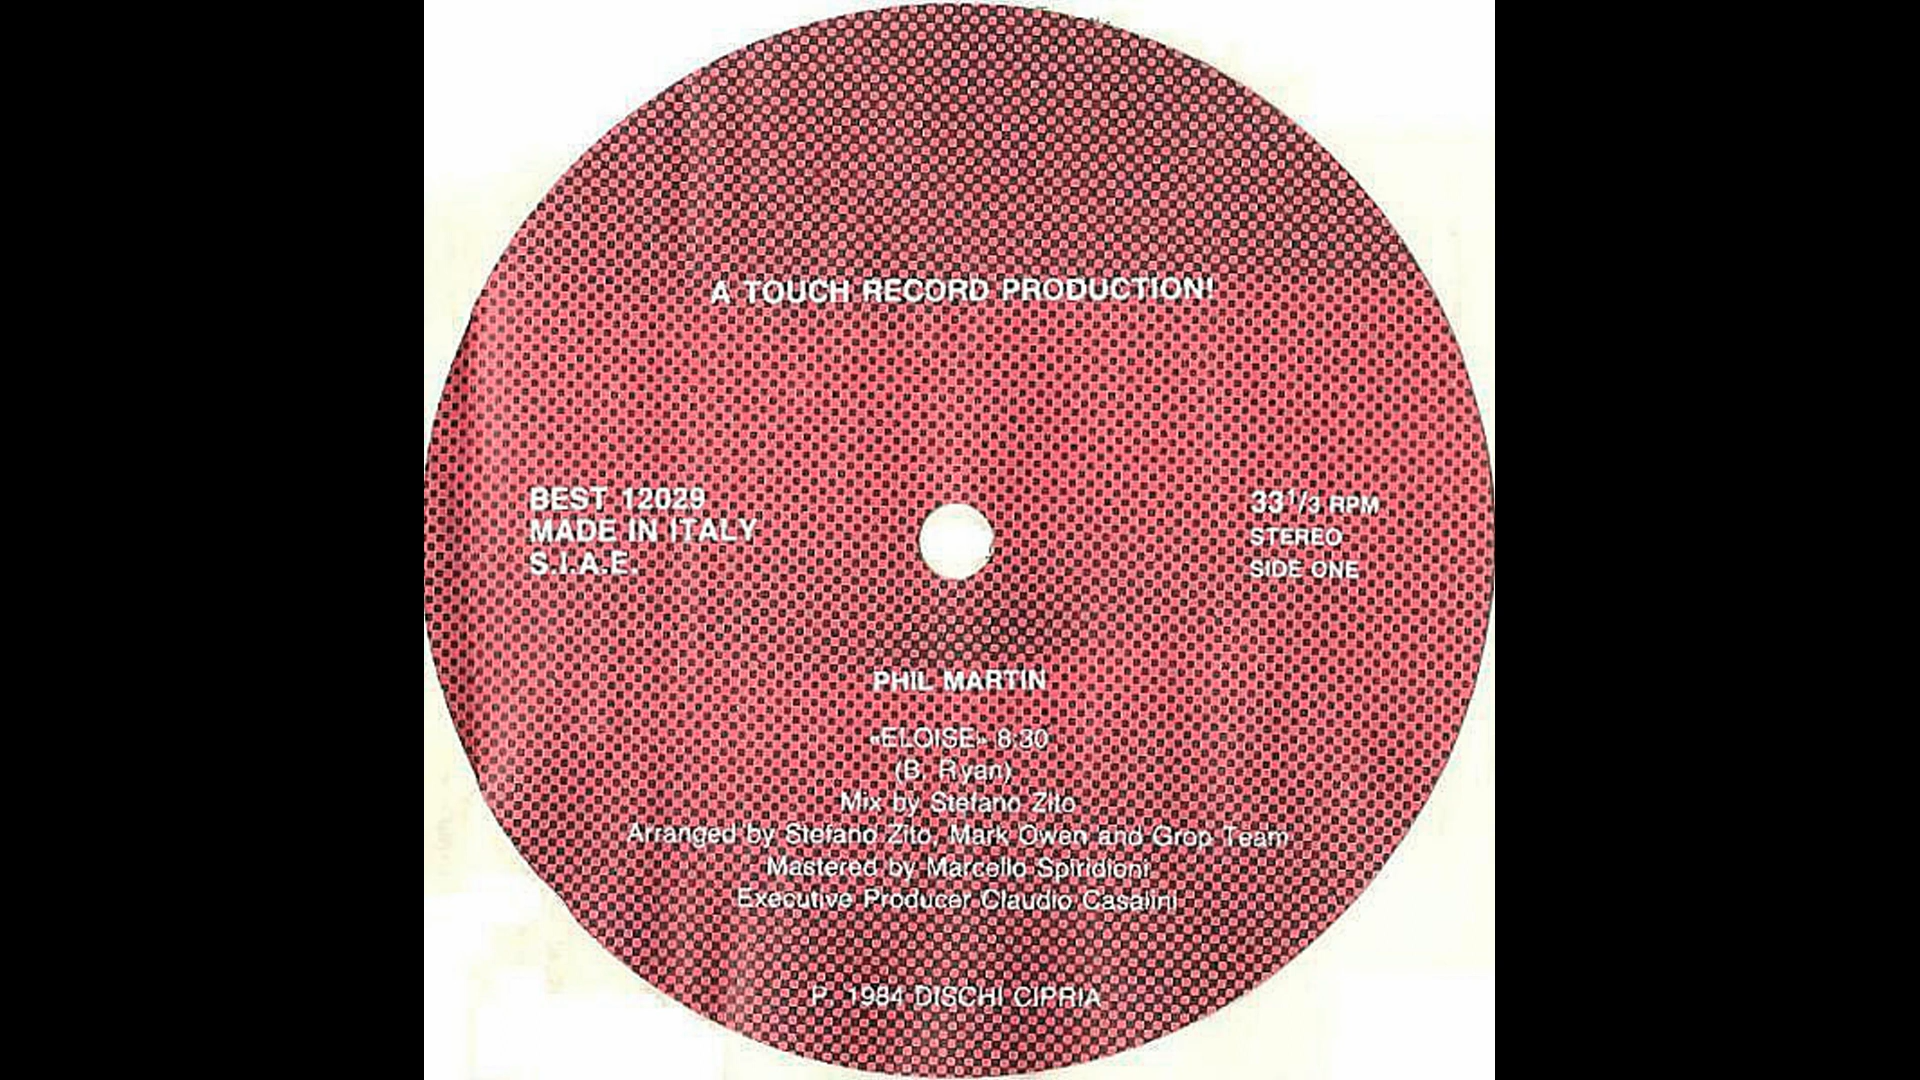 A TOUCH RECORD PRODUCTION!
BEST 12029
MADE IN ITALY
S.I.A.E.
33 1/3 RPM
STEREO
SIDE ONE
PHIL MARTIN
«ELOISE» 8:30
(B. Ryan)
Mix by Stefano Zito
Arranged by Stefano Zito, Mark Owen and Grop Team
Mastered by Marcello Spiridioni
Executive Producer Claudio Casalini
P. 1984 DISCHI CIPRIA